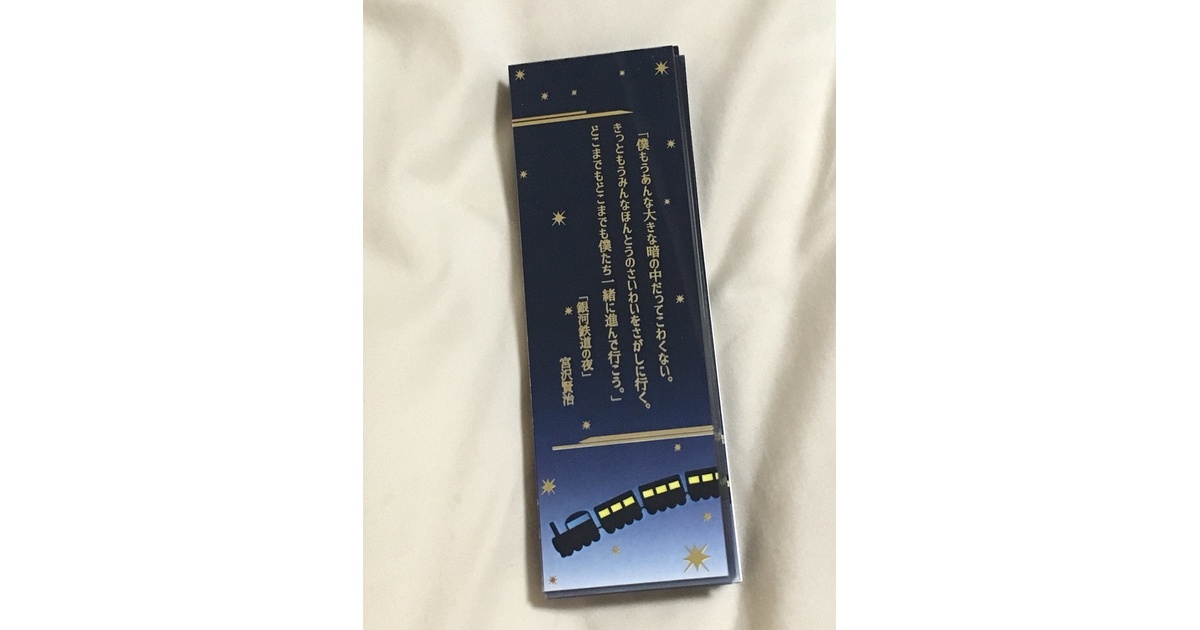 「僕もうあんな大きな暗の中だってこわくない。
きっともうみんなほんとうのさいわいをさがしに行く。
どこまでもどこまでも僕たち一緒に進んで行こう。」
「銀河鉄道の夜」
宮沢賢治